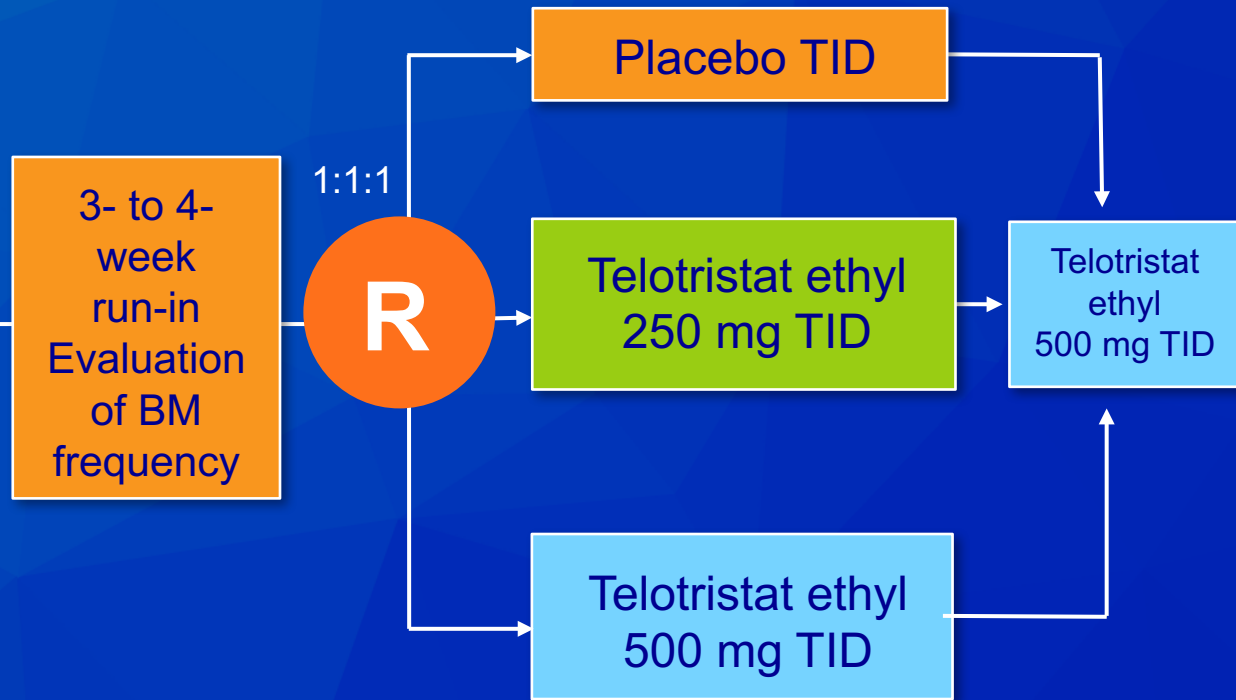 3- to 4-
week
run-in
Evaluation
of BM
frequency
1:1:1
R
Placebo TID
Telotristat ethyl
250 mg TID
Telotristat ethyl
500 mg TID
Telotristat
ethyl
500 mg TID